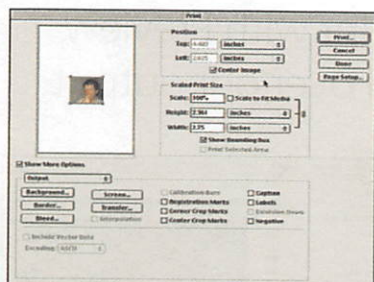 Print
Position
Top: inches
Left: inches
Center Image
Print...
Cancel
Done
Page Setup...
Scaled Print Size
Scale: Scale to Fit Media
Height: inches
Width: inches
Show Bounding Box
Print Selected Area
Show More Options
Output
Background...
Border...
Bleed...
Screen...
Transfer...
Interpolation
Calibration Bars
Registration Marks
Corner Crop Marks
Center Crop Marks
Caption
Labels
Emulsion Down
Negative
Include Vector Data
Encoding: ASCII